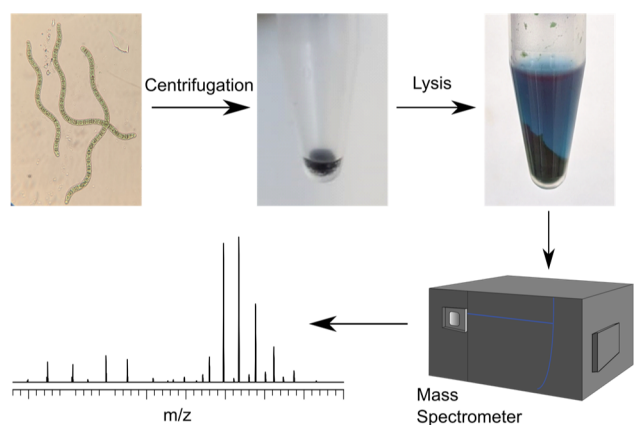 Centrifugation
Lysis
Mass
Spectrometer
m/z